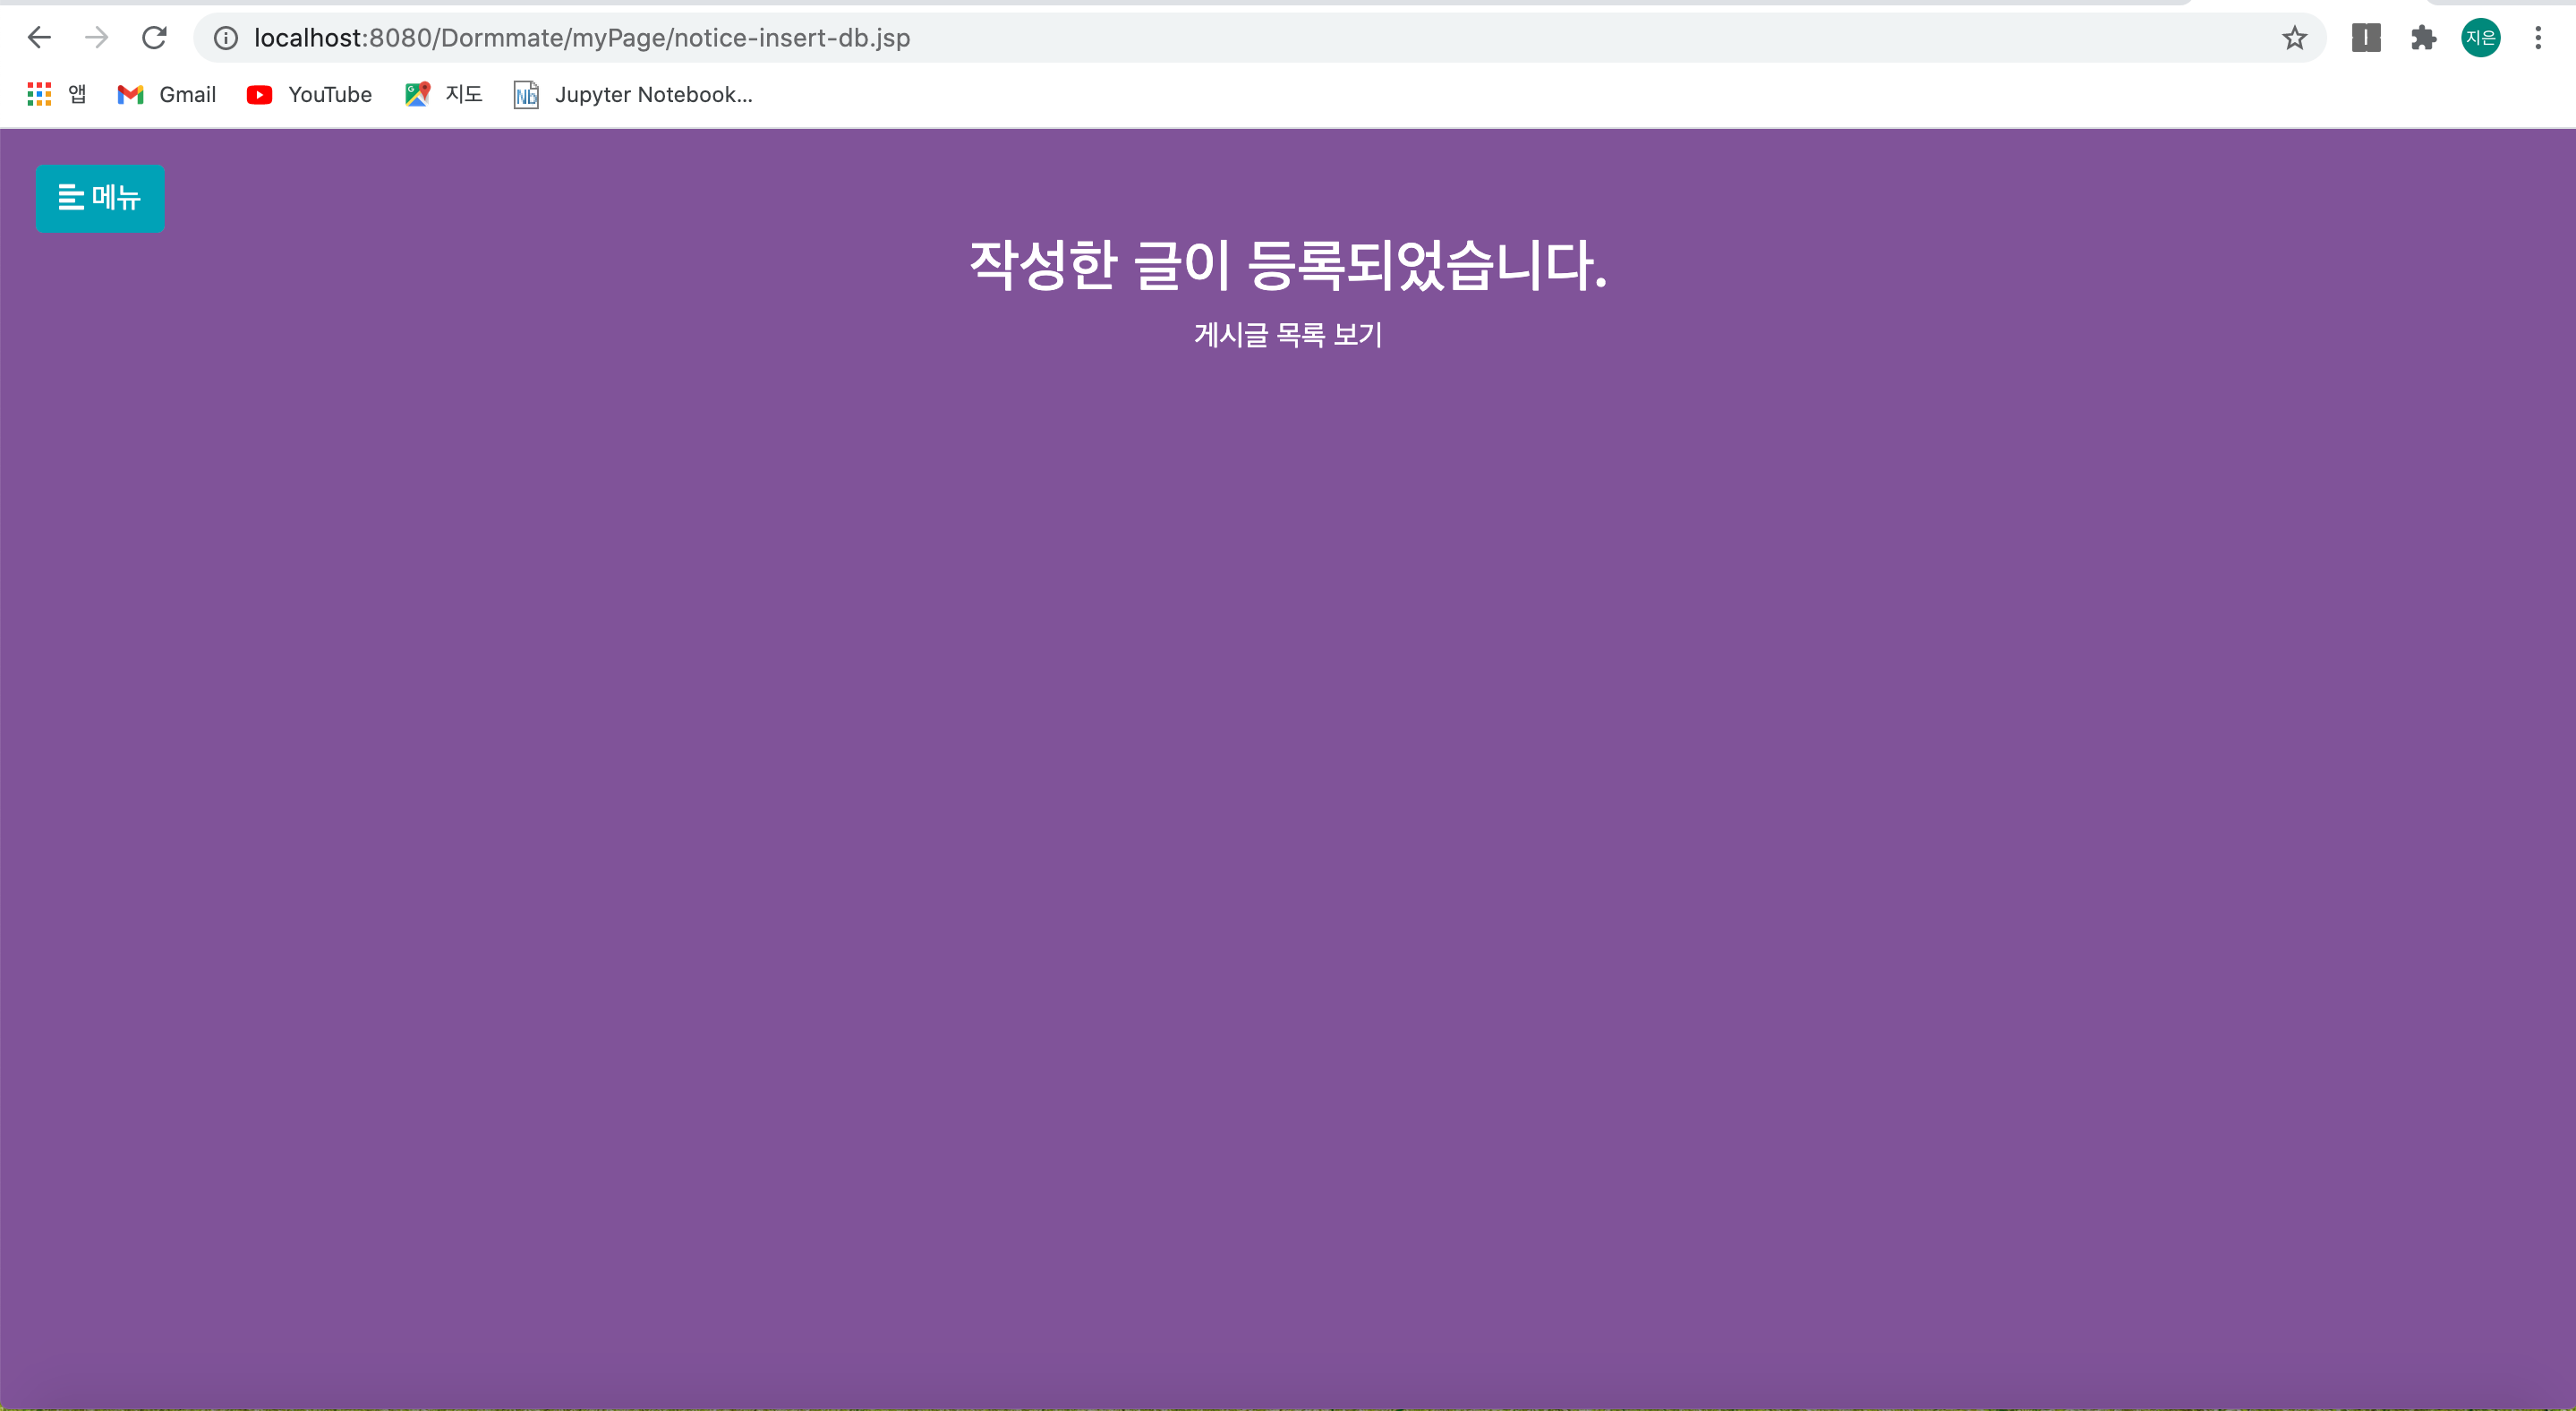 localhost:8080/Dormmate/myPage/notice-insert-db.jsp
지은
앱 Gmail YouTube 지도 Jupyter Notebook...
메뉴
작성한 글이 등록되었습니다.
게시글 목록 보기